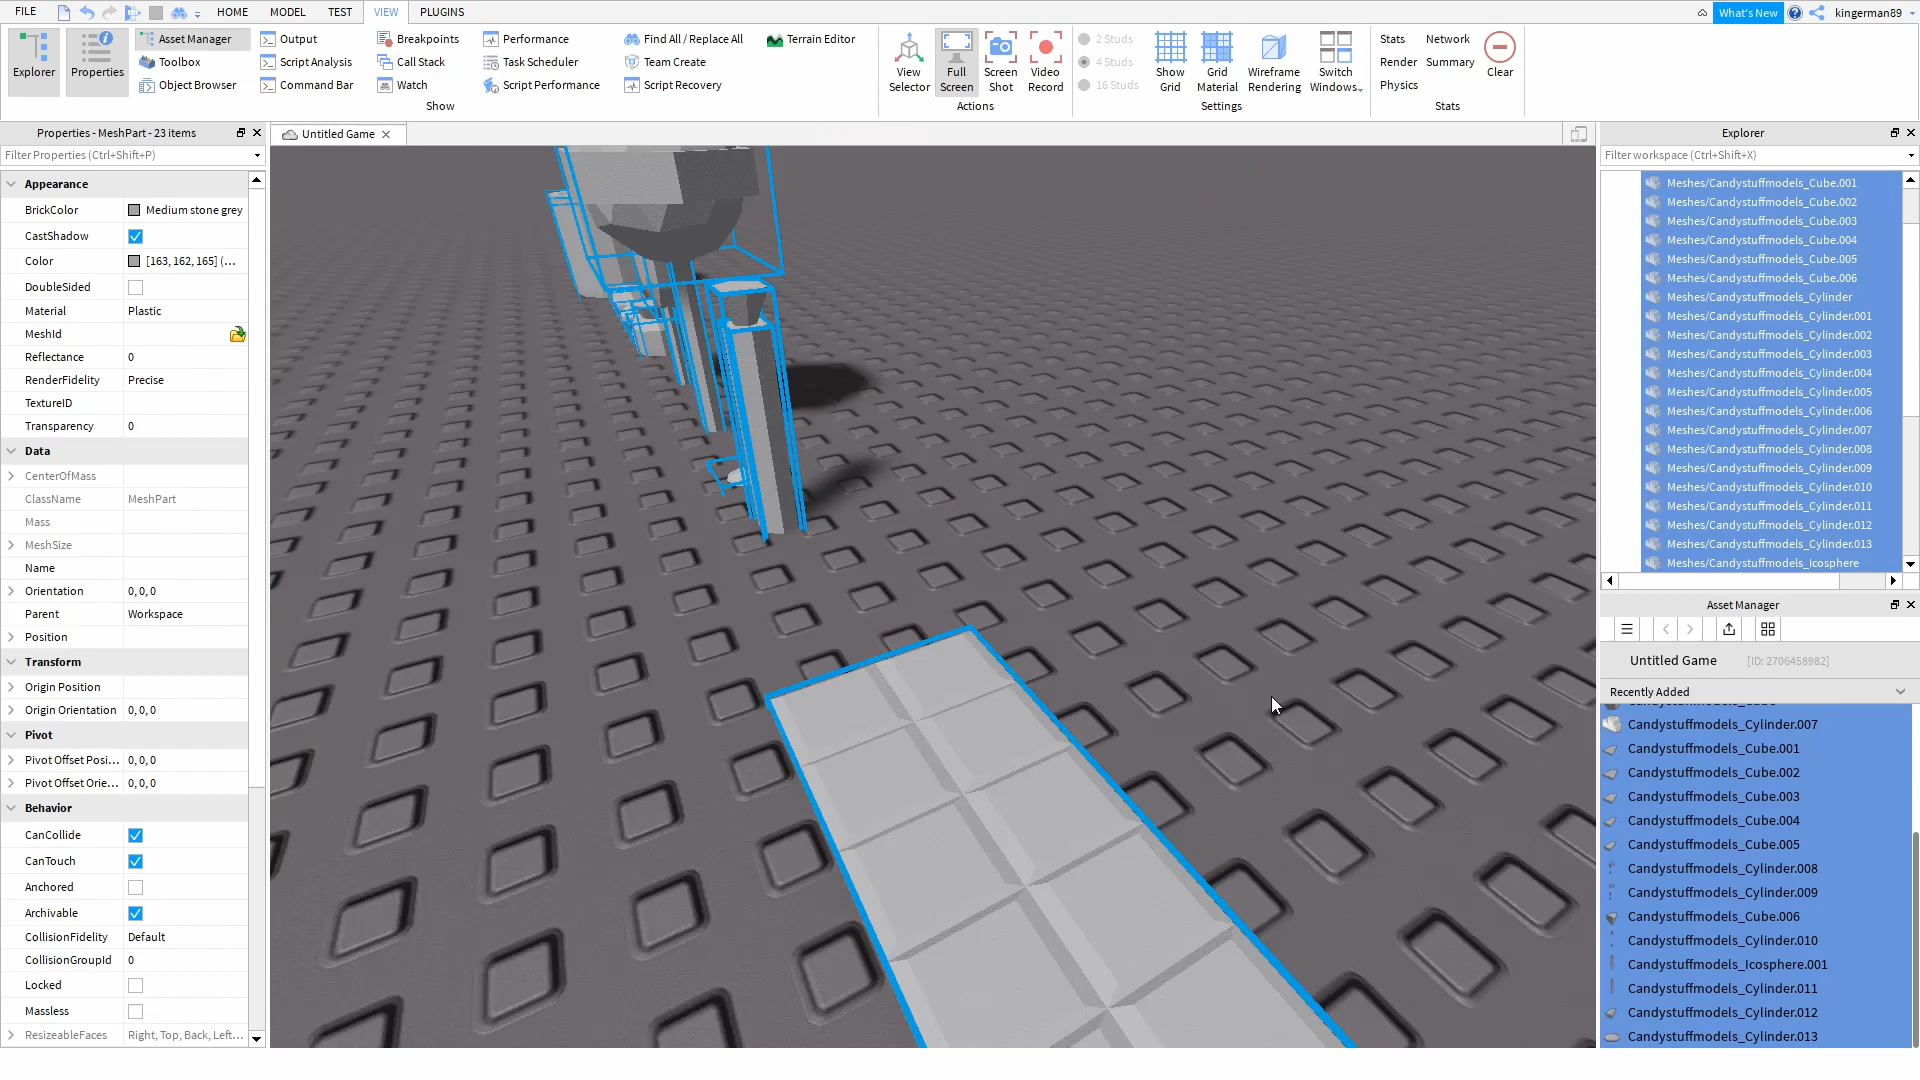 FILE
HOME
MODEL
TEST
VIEW
PLUGINS
What's New
kingerman89
Explorer
Properties
Asset Manager
Toolbox
Object Browser
Output
Script Analysis
Command Bar
Breakpoints
Call Stack
Watch
Performance
Task Scheduler
Script Performance
Find All / Replace All
Team Create
Script Recovery
Terrain Editor
Show
View
Selector
Full
Screen
Screen
Shot
Video
Record
Actions
2 Studs
4 Studs
16 Studs
Show
Grid
Grid
Material
Wireframe
Rendering
Switch
Windows
Settings
Stats
Render
Physics
Network
Summary
Clear
Stats
Properties - MeshPart - 23 items
Filter Properties (Ctrl+Shift+P)
Appearance
BrickColor Medium stone grey
CastShadow
Color [163, 162, 165] (...
DoubleSided
Material Plastic
MeshId
Reflectance 0
RenderFidelity Precise
TextureID
Transparency 0
Data
CenterOfMass
ClassName MeshPart
Mass
MeshSize
Name
Orientation 0, 0, 0
Parent Workspace
Position
Transform
Origin Position
Origin Orientation 0, 0, 0
Pivot
Pivot Offset Posi... 0, 0, 0
Pivot Offset Orie... 0, 0, 0
Behavior
CanCollide
CanTouch
Anchored
Archivable
CollisionFidelity Default
CollisionGroupId 0
Locked
Massless
ResizeableFaces Right, Top, Back, Left...
Untitled Game
Explorer
Filter workspace (Ctrl+Shift+X)
Meshes/Candystuffmodels_Cube.001
Meshes/Candystuffmodels_Cube.002
Meshes/Candystuffmodels_Cube.003
Meshes/Candystuffmodels_Cube.004
Meshes/Candystuffmodels_Cube.005
Meshes/Candystuffmodels_Cube.006
Meshes/Candystuffmodels_Cylinder
Meshes/Candystuffmodels_Cylinder.001
Meshes/Candystuffmodels_Cylinder.002
Meshes/Candystuffmodels_Cylinder.003
Meshes/Candystuffmodels_Cylinder.004
Meshes/Candystuffmodels_Cylinder.005
Meshes/Candystuffmodels_Cylinder.006
Meshes/Candystuffmodels_Cylinder.007
Meshes/Candystuffmodels_Cylinder.008
Meshes/Candystuffmodels_Cylinder.009
Meshes/Candystuffmodels_Cylinder.010
Meshes/Candystuffmodels_Cylinder.011
Meshes/Candystuffmodels_Cylinder.012
Meshes/Candystuffmodels_Cylinder.013
Meshes/Candystuffmodels_Icosphere
Asset Manager
Untitled Game [ID: 2706458982]
Recently Added
Candystuffmodels_Cube
Candystuffmodels_Cylinder.007
Candystuffmodels_Cube.001
Candystuffmodels_Cube.002
Candystuffmodels_Cube.003
Candystuffmodels_Cube.004
Candystuffmodels_Cube.005
Candystuffmodels_Cylinder.008
Candystuffmodels_Cylinder.009
Candystuffmodels_Cube.006
Candystuffmodels_Cylinder.010
Candystuffmodels_Icosphere.001
Candystuffmodels_Cylinder.011
Candystuffmodels_Cylinder.012
Candystuffmodels_Cylinder.013